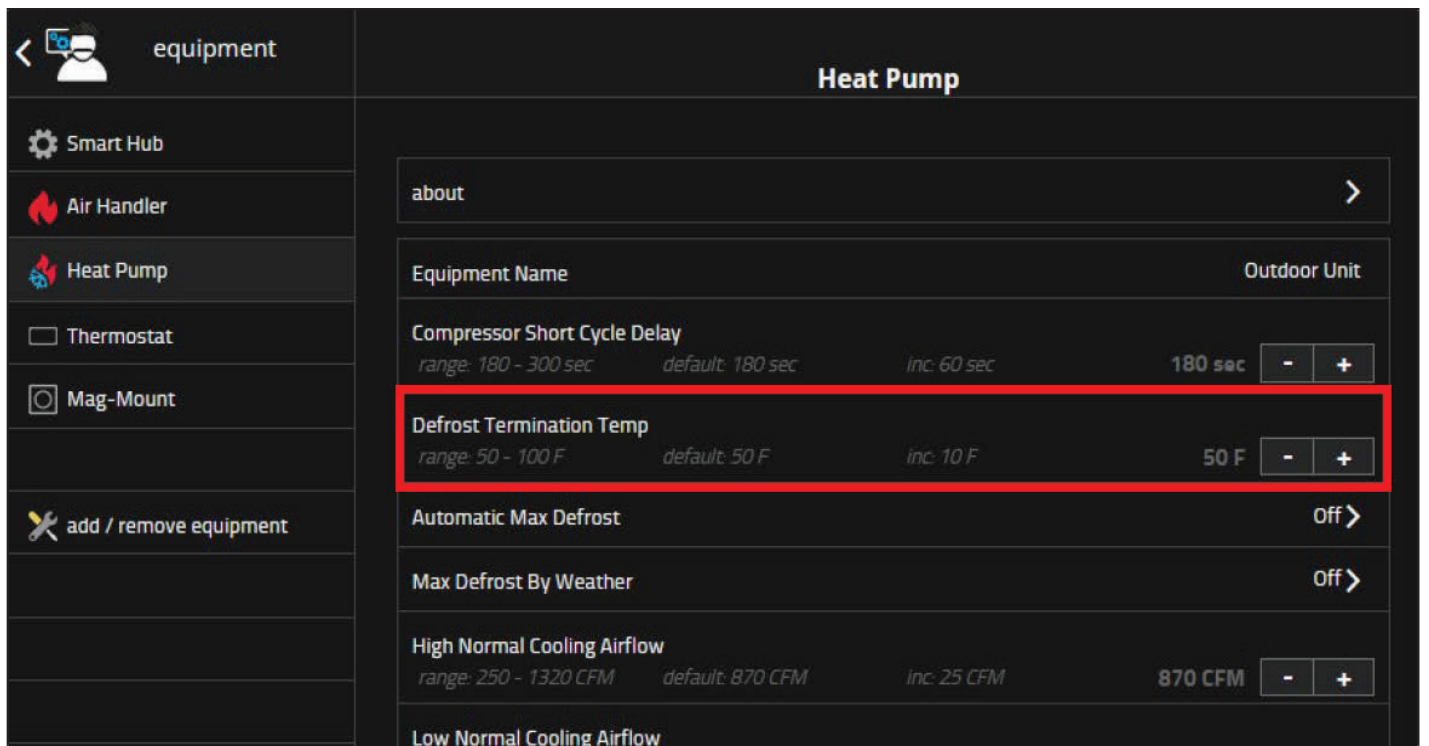 equipment
Heat Pump
Smart Hub
Air Handler
Heat Pump
Thermostat
Mag-Mount
add / remove equipment
about
Equipment Name Outdoor Unit
Compressor Short Cycle Delay
range: 180 - 300 sec default: 180 sec inc: 60 sec 180 sec - +
Defrost Termination Temp
range: 50 - 100 F default: 50 F inc: 10 F 50 F - +
Automatic Max Defrost Off
Max Defrost By Weather Off
High Normal Cooling Airflow
range: 250 - 1320 CFM default: 870 CFM inc: 25 CFM 870 CFM - +
Low Normal Cooling Airflow